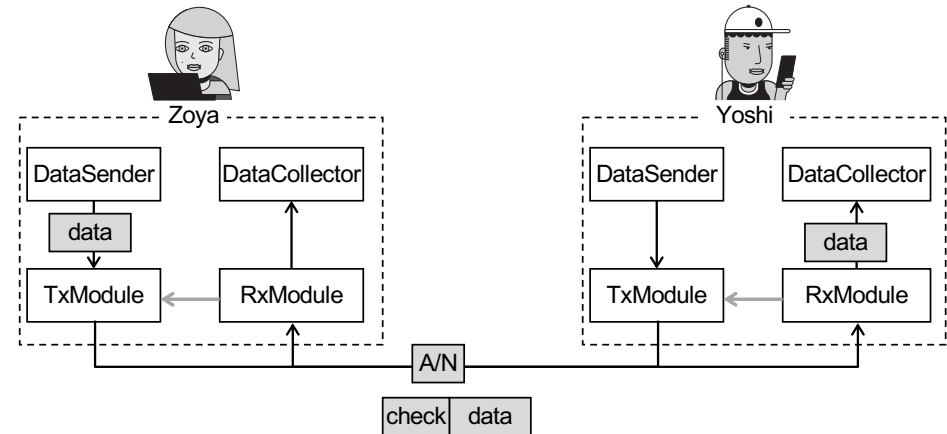 Zoya
Yoshi
DataSender
DataCollector
DataSender
DataCollector
data
data
TxModule
RxModule
TxModule
RxModule
A/N
check data